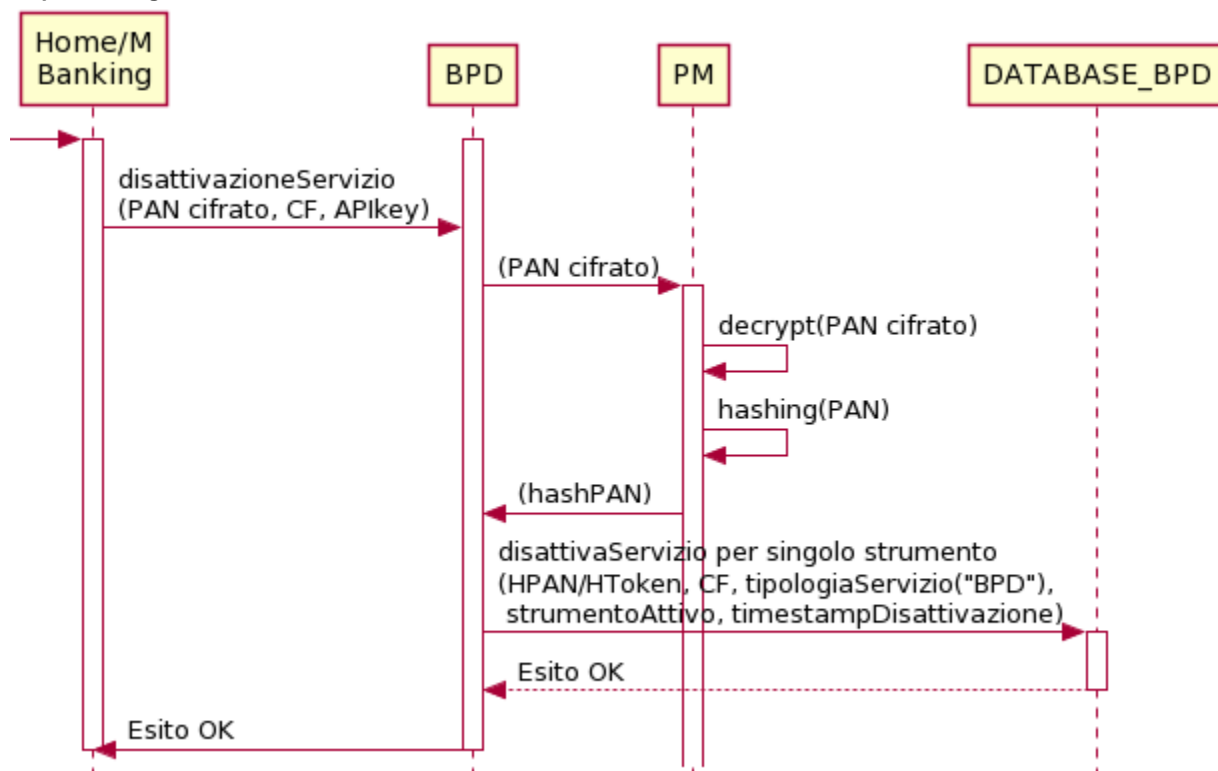 Home/M
Banking
BPD
PM
DATABASE_BPD
disattivazioneServizio
(PAN cifrato, CF, APIkey)
(PAN cifrato)
decrypt(PAN cifrato)
hashing(PAN)
(hashPAN)
disattivaServizio per singolo strumento
(HPAN/HToken, CF, tipologiaServizio("BPD"),
strumentoAttivo, timestampDisattivazione)
Esito OK
Esito OK